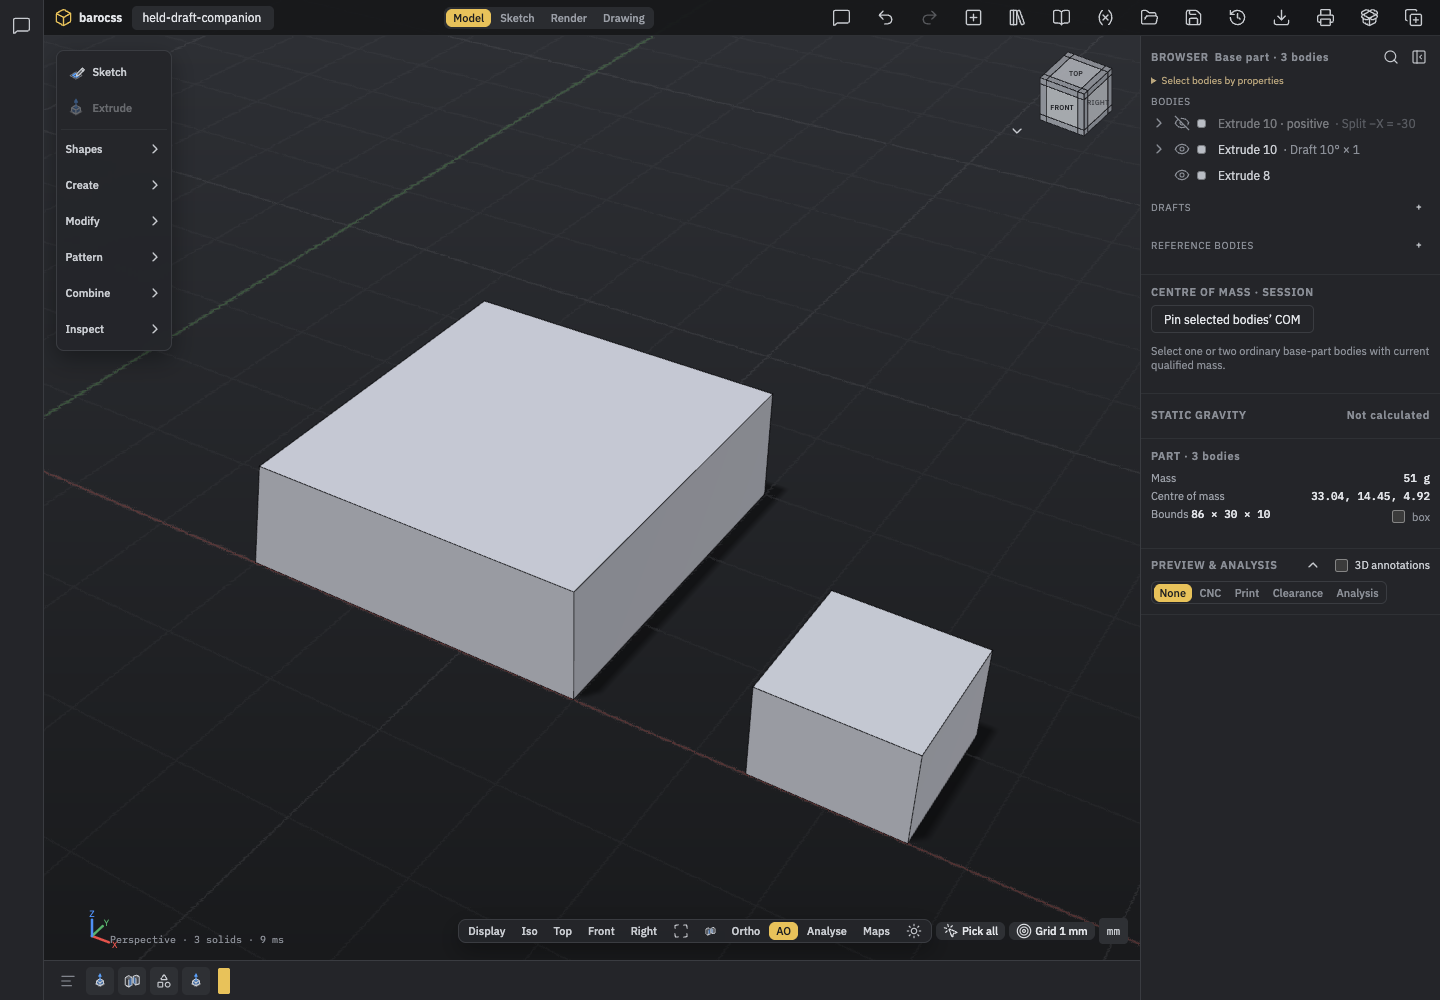 barocss
held-draft-companion
Model Sketch Render Drawing
Sketch
Extrude
Shapes
Create
Modify
Pattern
Combine
Inspect
TOP
FRONT
RIGHT
BROWSER Base part · 3 bodies
Select bodies by properties
BODIES
Extrude 10 · positive · Split −X = -30
Extrude 10 · Draft 10° × 1
Extrude 8
DRAFTS +
REFERENCE BODIES +
CENTRE OF MASS · SESSION
Pin selected bodies’ COM
Select one or two ordinary base-part bodies with current
qualified mass.
STATIC GRAVITY Not calculated
PART · 3 bodies
Mass 51 g
Centre of mass 33.04, 14.45, 4.92
Bounds 86 × 30 × 10 box
PREVIEW & ANALYSIS 3D annotations
None CNC Print Clearance Analysis
Z
Y
X
Perspective · 3 solids · 9 ms
Display Iso Top Front Right Ortho AO Analyse Maps Pick all Grid 1 mm mm